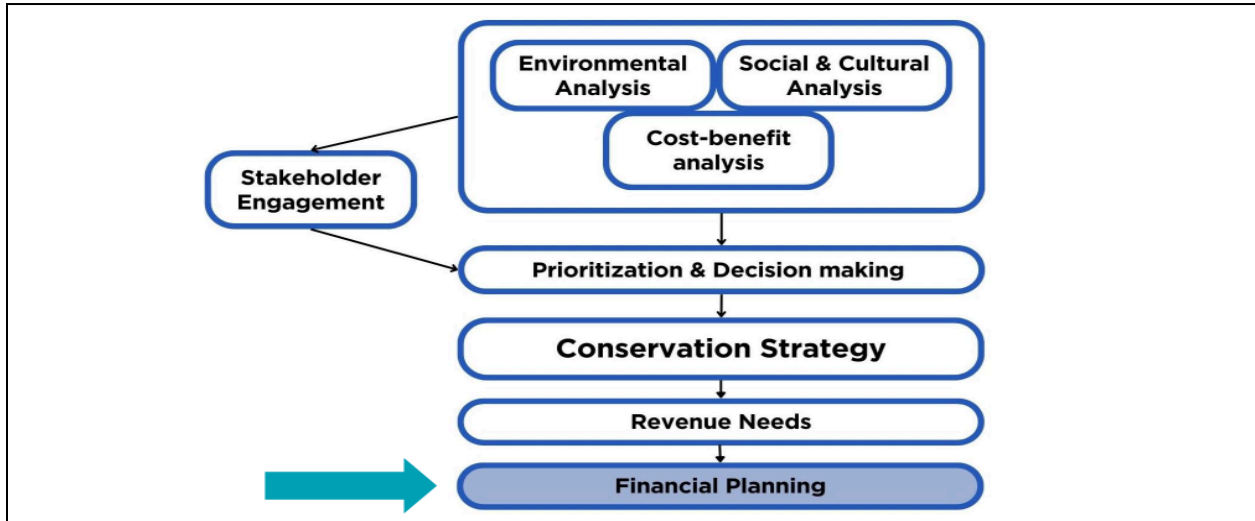 Environmental
Analysis
Social & Cultural
Analysis
Cost-benefit
analysis
Stakeholder
Engagement
Prioritization & Decision making
Conservation Strategy
Revenue Needs
Financial Planning